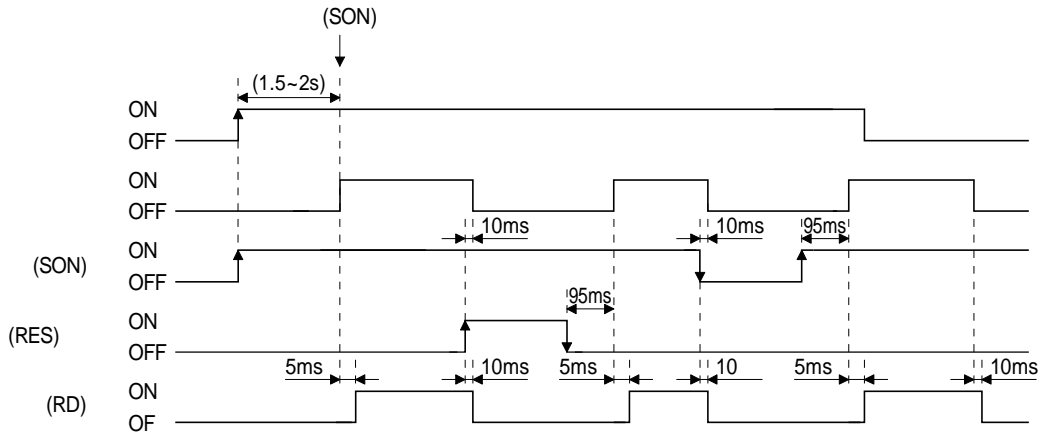 (SON)
(1.5~2s)
ON
OFF
ON
OFF
10ms 10ms 95ms
(SON) ON
OFF
95ms
(RES) ON
OFF
5ms 10ms 5ms 10 5ms 10ms
(RD) ON
OF